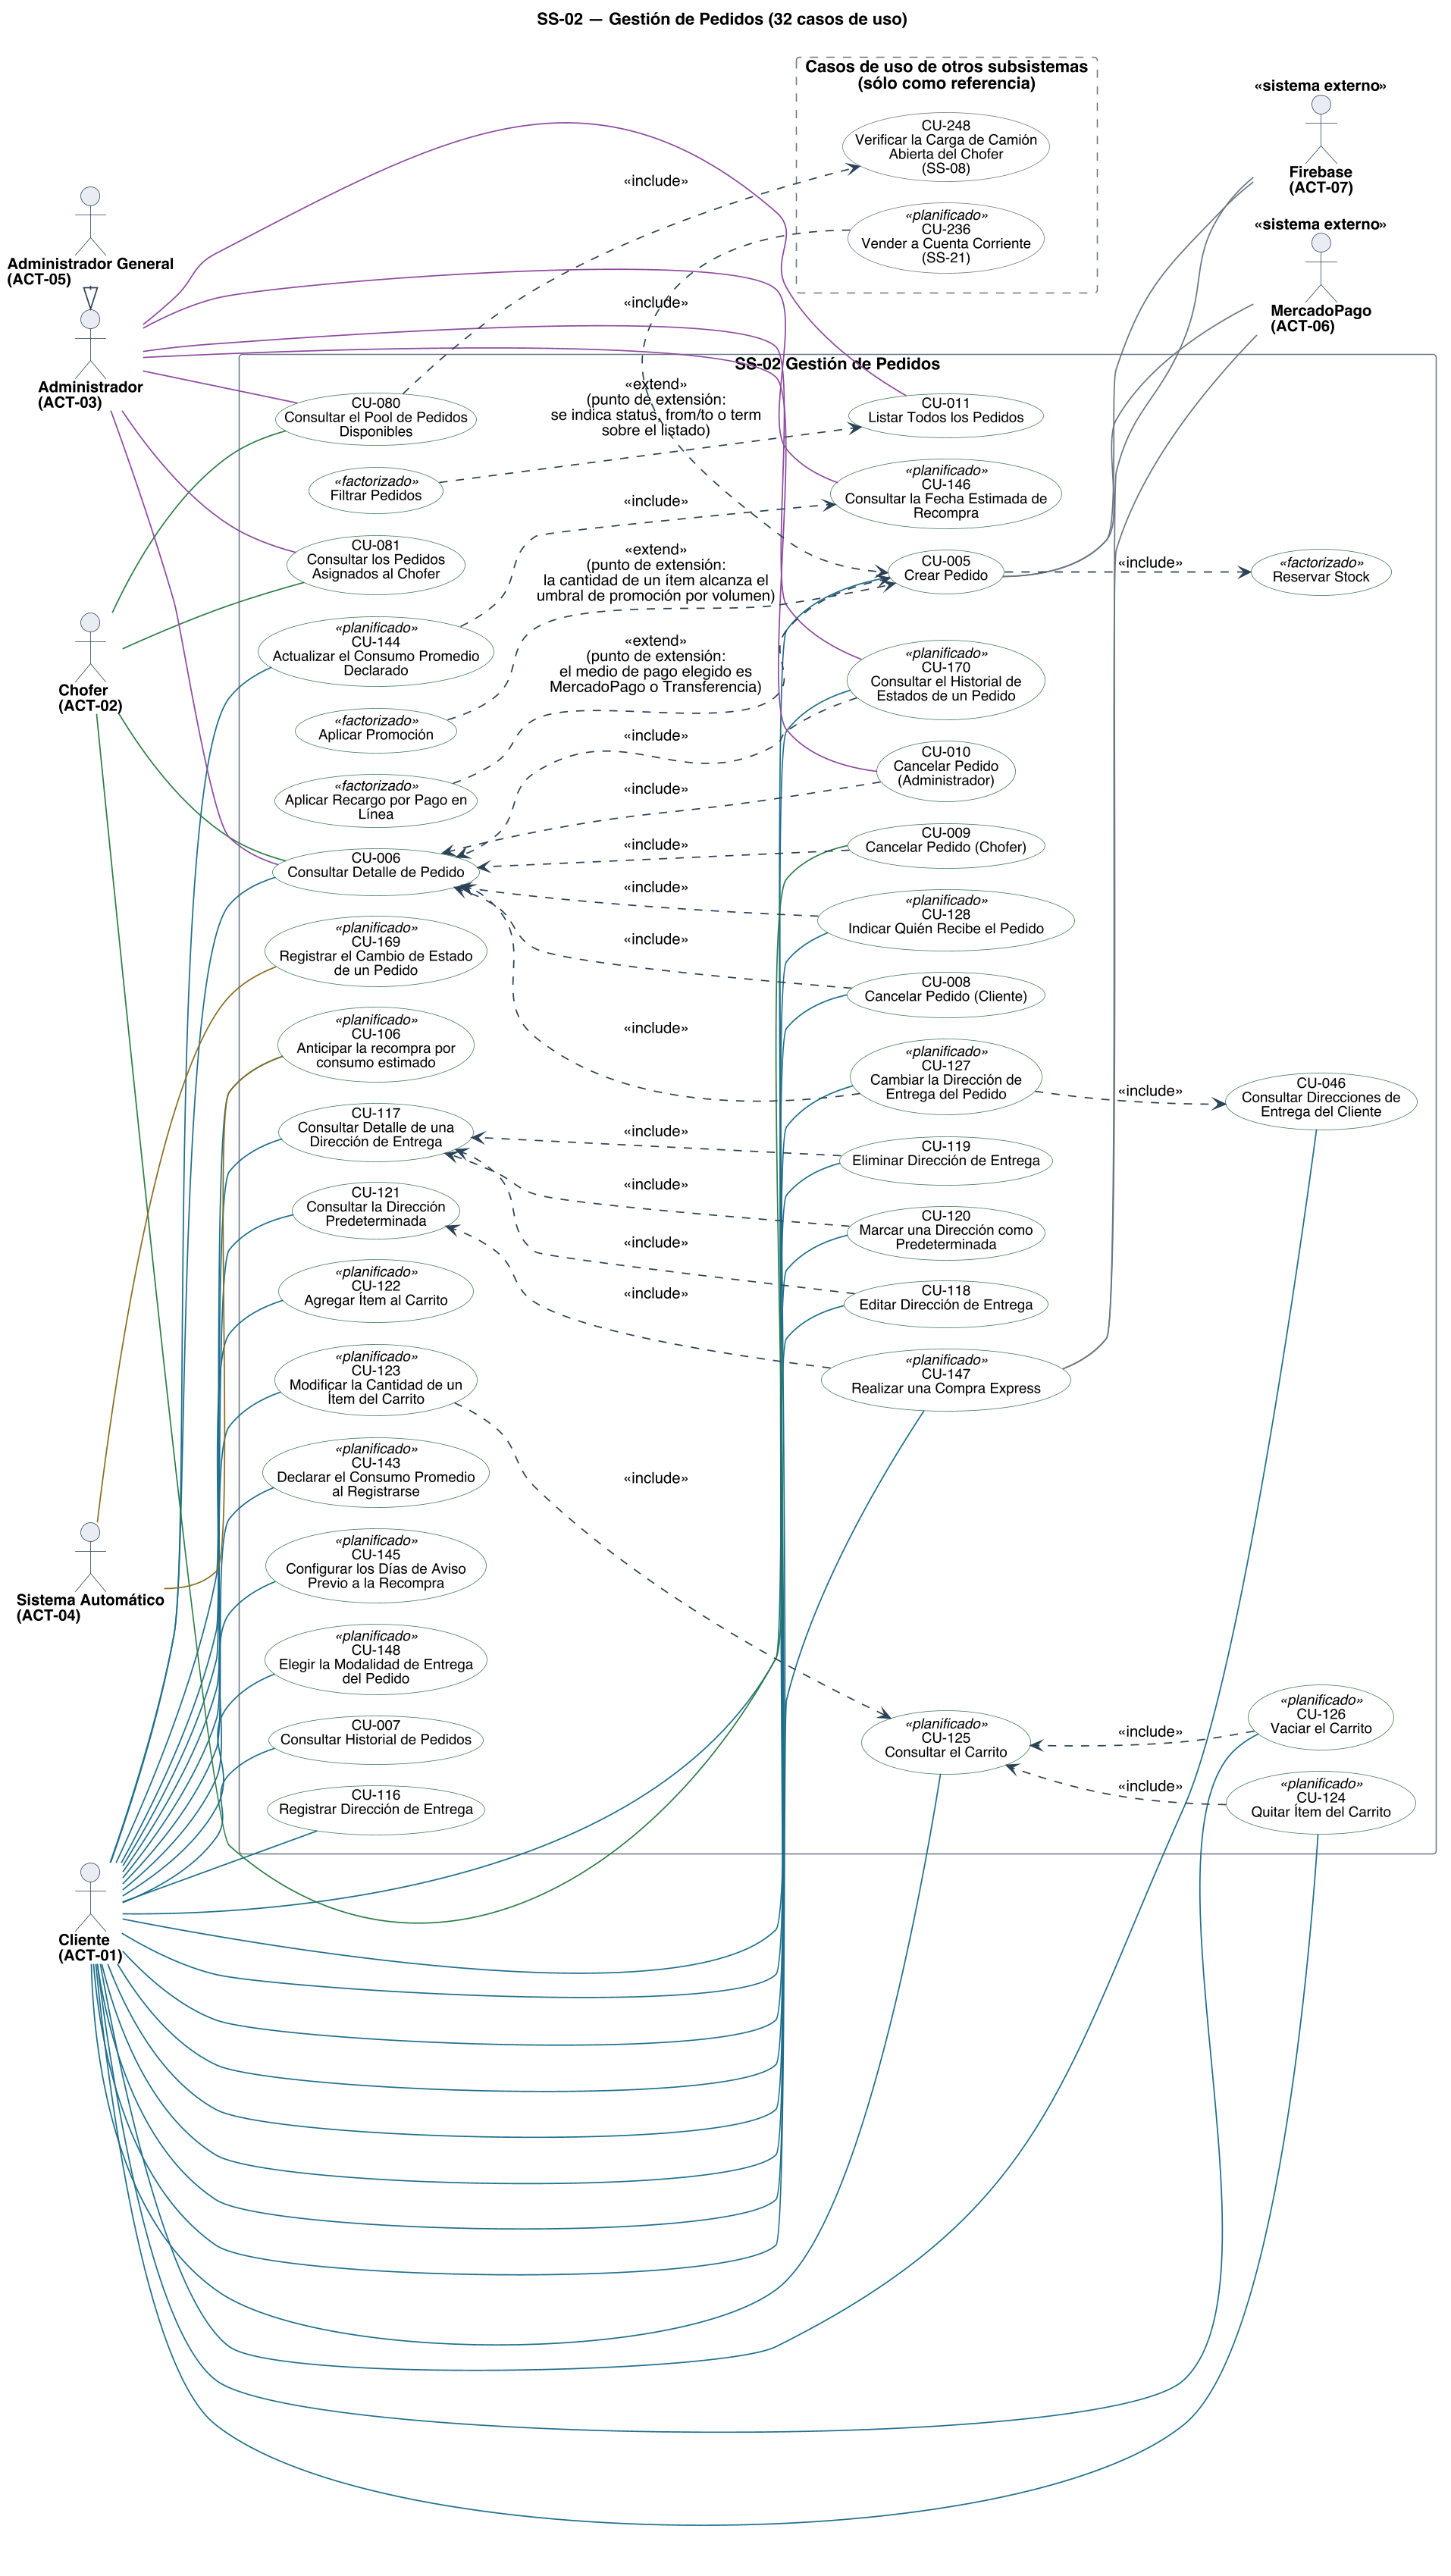 SS-02 — Gestión de Pedidos (32 casos de uso)
Casos de uso de otros subsistemas
(sólo como referencia)
CU-248
Verificar la Carga de Camión
Abierta del Chofer
(SS-08)
«planificado»
CU-236
Vender a Cuenta Corriente
(SS-21)
«sistema externo»
Firebase
(ACT-07)
«sistema externo»
MercadoPago
(ACT-06)
Administrador General
(ACT-05)
Administrador
(ACT-03)
Chofer
(ACT-02)
Sistema Automático
(ACT-04)
Cliente
(ACT-01)
SS-02 Gestión de Pedidos
CU-080
Consultar el Pool de Pedidos
Disponibles
«factorizado»
Filtrar Pedidos
CU-081
Consultar los Pedidos
Asignados al Chofer
«planificado»
CU-144
Actualizar el Consumo Promedio
Declarado
«factorizado»
Aplicar Promoción
«factorizado»
Aplicar Recargo por Pago en
Línea
CU-006
Consultar Detalle de Pedido
«planificado»
CU-169
Registrar el Cambio de Estado
de un Pedido
«planificado»
CU-106
Anticipar la recompra por
consumo estimado
CU-117
Consultar Detalle de una
Dirección de Entrega
CU-121
Consultar la Dirección
Predeterminada
«planificado»
CU-122
Agregar Ítem al Carrito
«planificado»
CU-123
Modificar la Cantidad de un
Ítem del Carrito
«planificado»
CU-143
Declarar el Consumo Promedio
al Registrarse
«planificado»
CU-145
Configurar los Días de Aviso
Previo a la Recompra
«planificado»
CU-148
Elegir la Modalidad de Entrega
del Pedido
CU-007
Consultar Historial de Pedidos
CU-116
Registrar Dirección de Entrega
«include»
«include»
«extend»
(punto de extensión:
se indica status, from/to o term
sobre el listado)
«include»
«extend»
(punto de extensión:
la cantidad de un ítem alcanza el
umbral de promoción por volumen)
«extend»
(punto de extensión:
el medio de pago elegido es
MercadoPago o Transferencia)
«include»
«include»
«include»
«include»
«include»
«include»
«include»
«include»
«include»
«include»
«include»
CU-011
Listar Todos los Pedidos
«planificado»
CU-146
Consultar la Fecha Estimada de
Recompra
CU-005
Crear Pedido
«planificado»
CU-170
Consultar el Historial de
Estados de un Pedido
CU-010
Cancelar Pedido
(Administrador)
CU-009
Cancelar Pedido (Chofer)
«planificado»
CU-128
Indicar Quién Recibe el Pedido
CU-008
Cancelar Pedido (Cliente)
«planificado»
CU-127
Cambiar la Dirección de
Entrega del Pedido
CU-119
Eliminar Dirección de Entrega
CU-120
Marcar una Dirección como
Predeterminada
CU-118
Editar Dirección de Entrega
«planificado»
CU-147
Realizar una Compra Express
«planificado»
CU-125
Consultar el Carrito
«include»
«include»
«include»
«include»
«factorizado»
Reservar Stock
CU-046
Consultar Direcciones de
Entrega del Cliente
«planificado»
CU-126
Vaciar el Carrito
«planificado»
CU-124
Quitar Ítem del Carrito